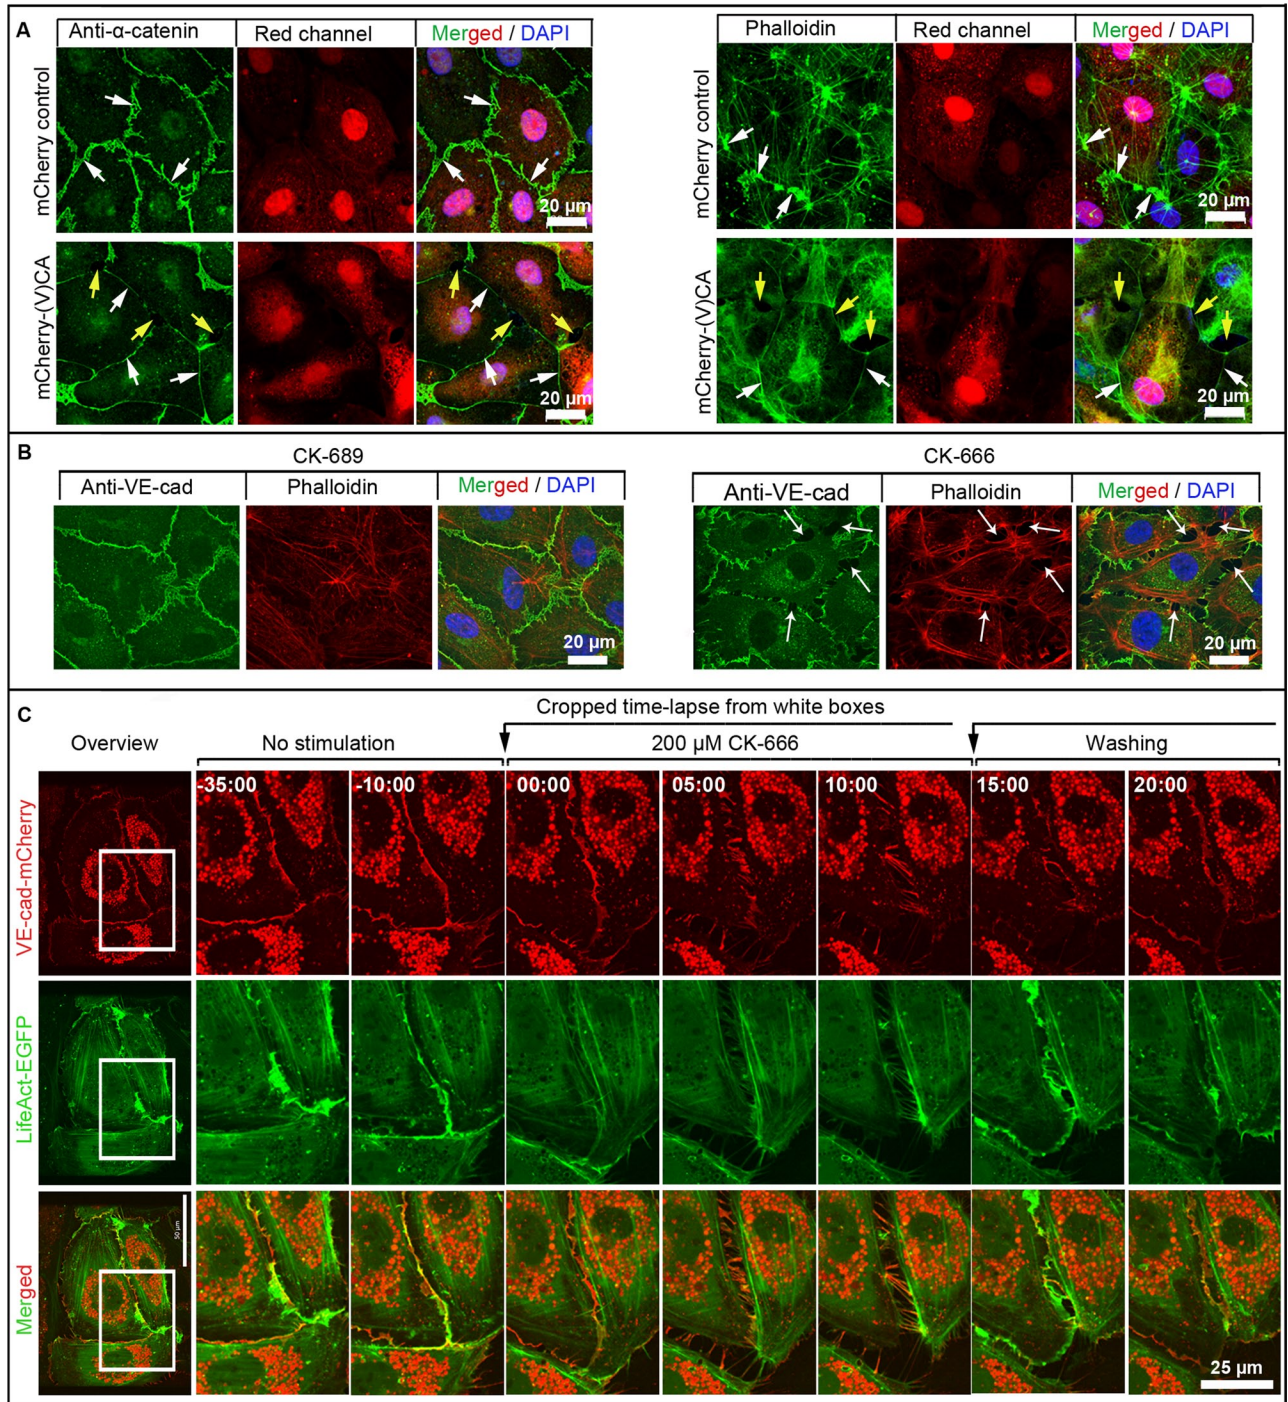 A
Anti-α-catenin Red channel Merged / DAPI
Phalloidin Red channel Merged / DAPI
mCherry control
20 µm
mCherry control
20 µm
mCherry-(V)CA
20 µm
mCherry-(V)CA
20 µm
B
CK-689
CK-666
Anti-VE-cad Phalloidin Merged / DAPI
Anti-VE-cad Phalloidin Merged / DAPI
20 µm
20 µm
C
Cropped time-lapse from white boxes
Overview No stimulation 200 µM CK-666 Washing
-35:00 -10:00 00:00 05:00 10:00 15:00 20:00
VE-cad-mCherry
LifeAct-EGFP
Merged
50 µm
25 µm